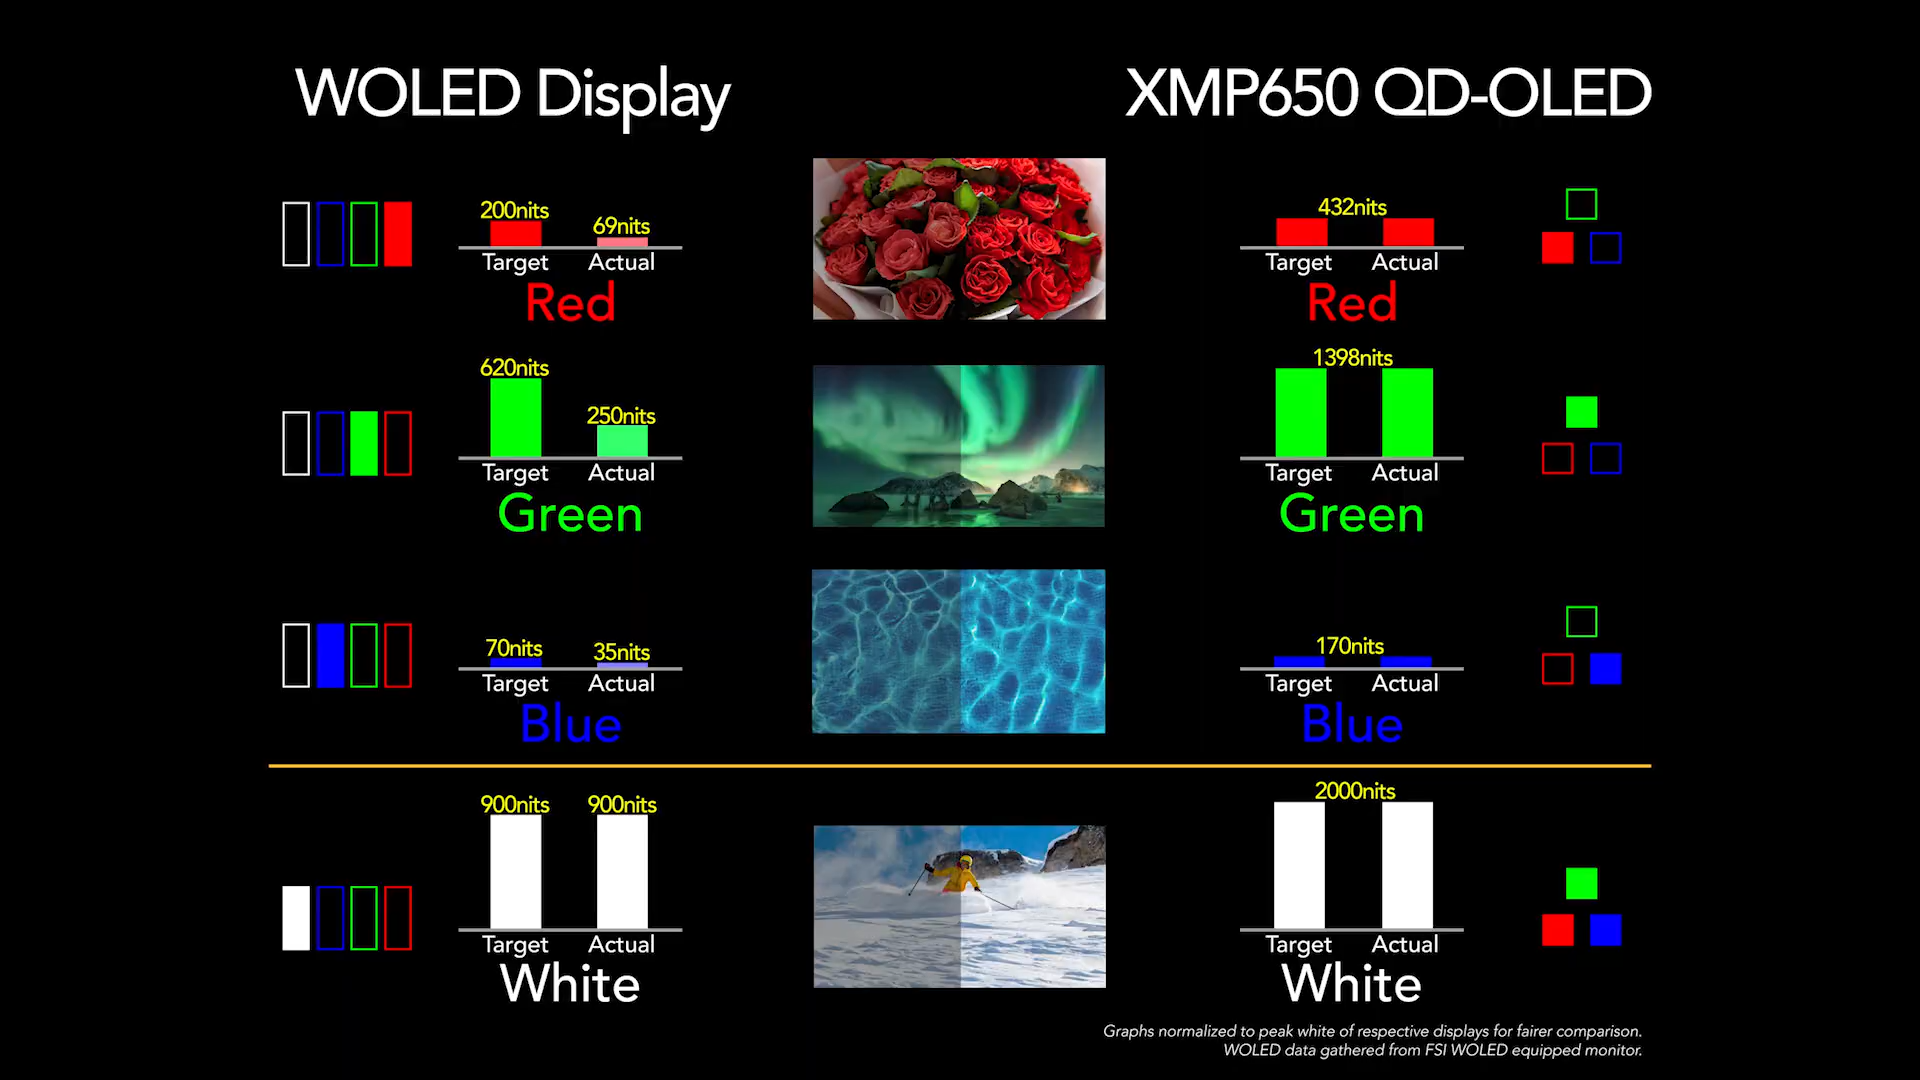 WOLED Display
XMP650 QD-OLED
200nits
69nits
Target
Actual
Red
432nits
Target
Actual
Red
620nits
250nits
Target
Actual
Green
1398nits
Target
Actual
Green
70nits
35nits
Target
Actual
Blue
170nits
Target
Actual
Blue
900nits
900nits
Target
Actual
White
2000nits
Target
Actual
White
Graphs normalized to peak white of respective displays for fairer comparison.
WOLED data gathered from FSI WOLED equipped monitor.